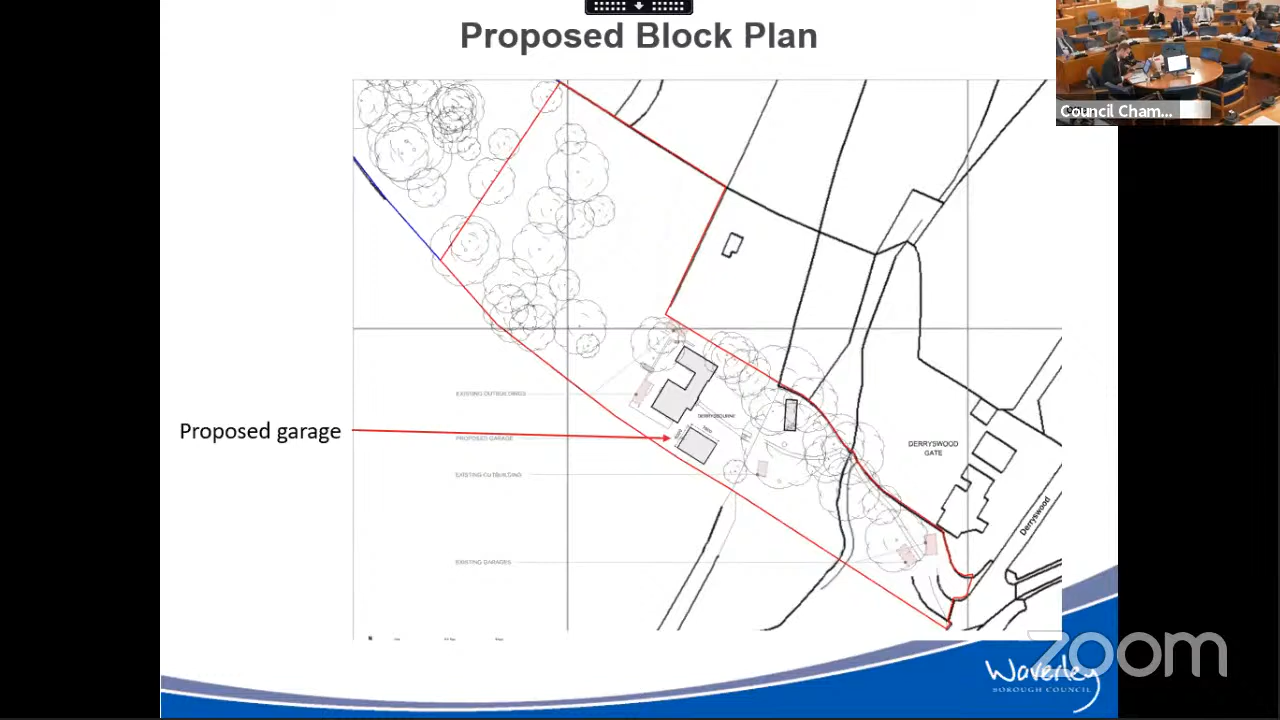 Proposed Block Plan
Council Cham...
EXISTING OUTBUILDINGS
DERRYBOURNE
Proposed garage
PROPOSED GARAGE
DERRYSWOOD
GATE
EXISTING OUTBUILDING
Derryswood
EXISTING GARAGES
zoom
Waverley
BOROUGH COUNCIL